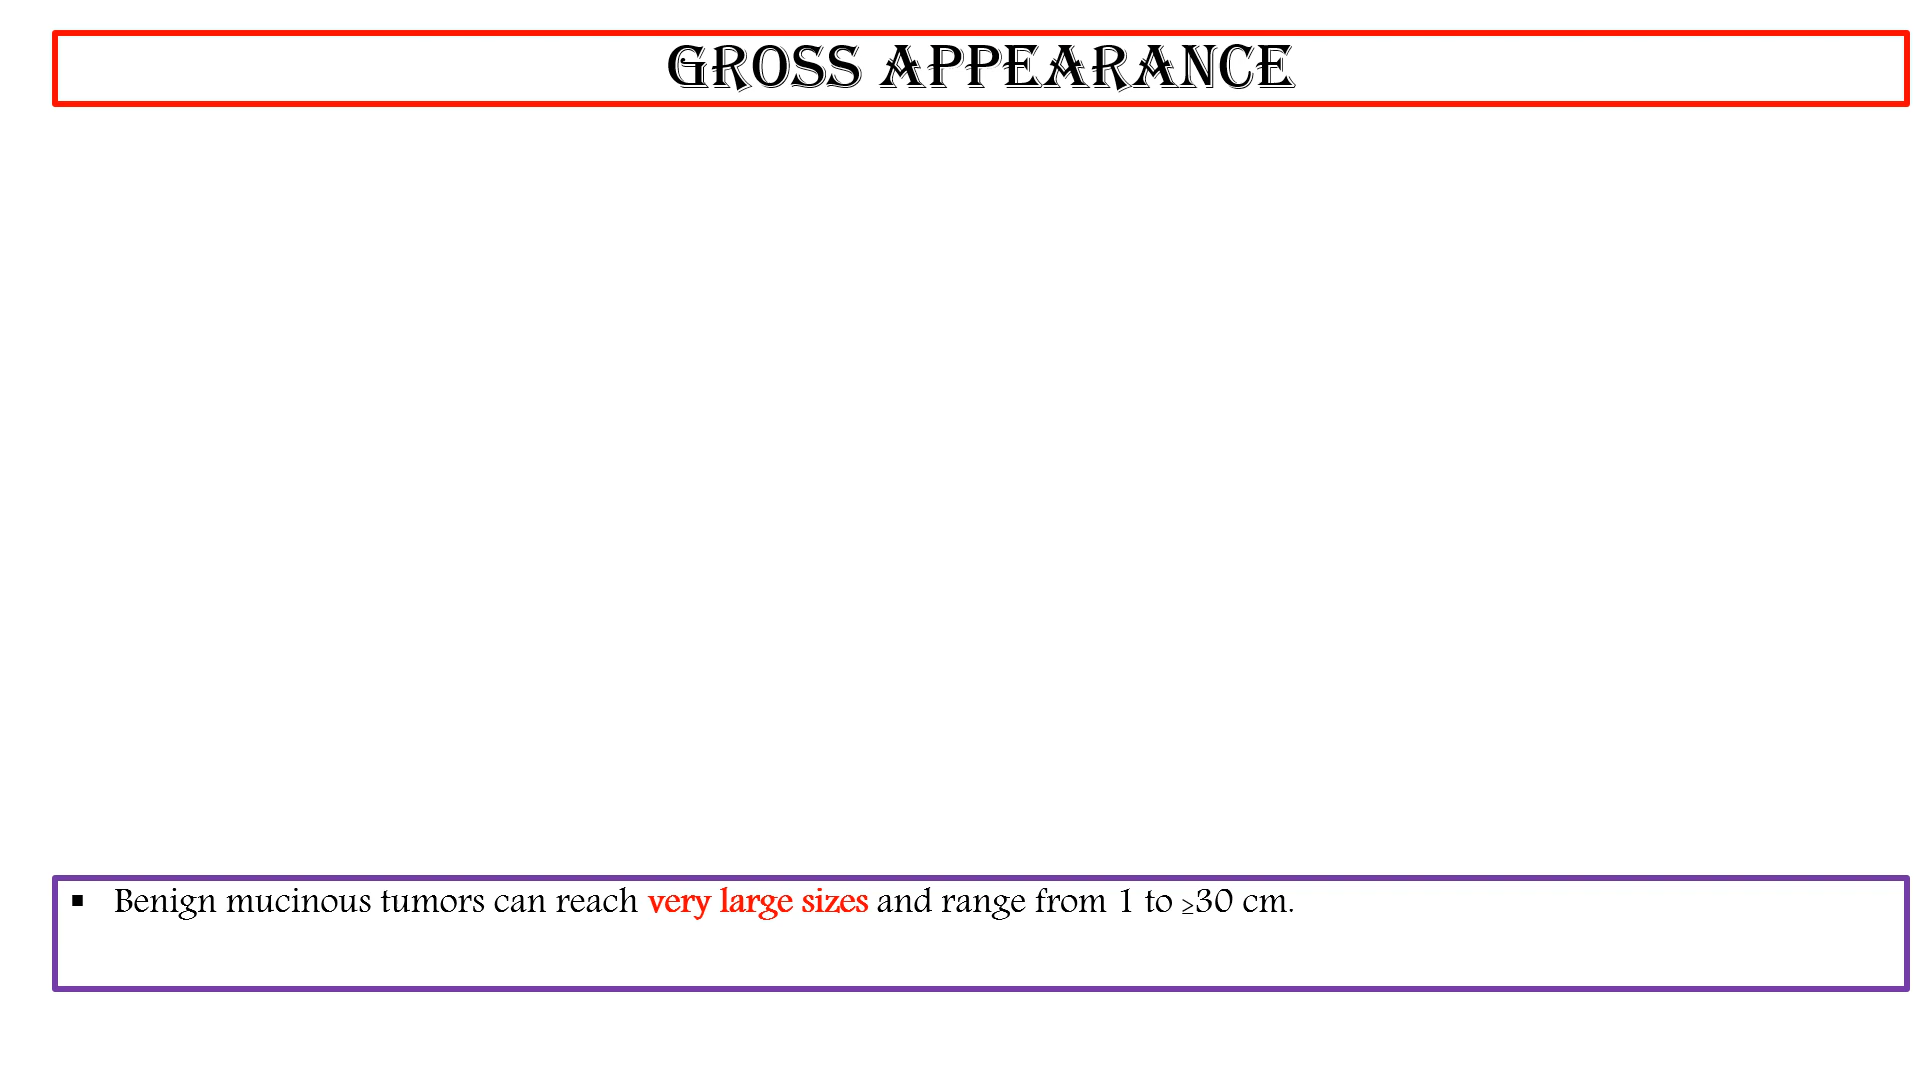 GROSS APPEARANCE
▪ Benign mucinous tumors can reach very large sizes and range from 1 to ≥30 cm.